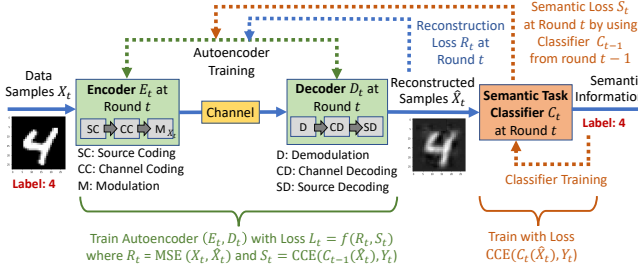 Semantic Loss S_t
at Round t by using
Classifier C_{t-1}
from round t − 1
Reconstruction
Loss R_t at
Round t
Autoencoder
Training
Data
Samples X_t
Encoder E_t at
Round t
SC
CC
M
X_t
Channel
Decoder D_t at
Round t
D
CD
SD
Reconstructed
Samples X̂_t
Semantic Task
Classifier C_t
at Round t
Semantic
Information
Label: 4
Label: 4
SC: Source Coding
CC: Channel Coding
M: Modulation
D: Demodulation
CD: Channel Decoding
SD: Source Decoding
Classifier Training
Train Autoencoder (E_t, D_t) with Loss L_t = f(R_t, S_t)
where R_t = MSE (X_t, X̂_t) and S_t = CCE(C_{t-1}(X̂_t), Y_t)
Train with Loss
CCE(C_t(X̂_t), Y_t)